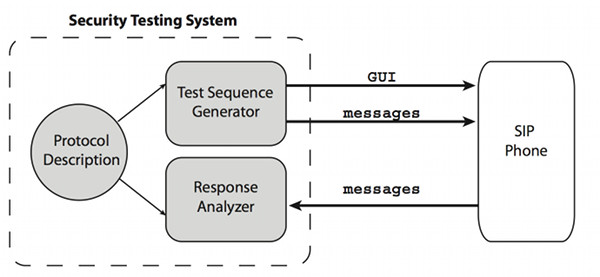 Security Testing System
Test Sequence
Generator
Protocol
Description
Response
Analyzer
GUI
messages
messages
SIP
Phone